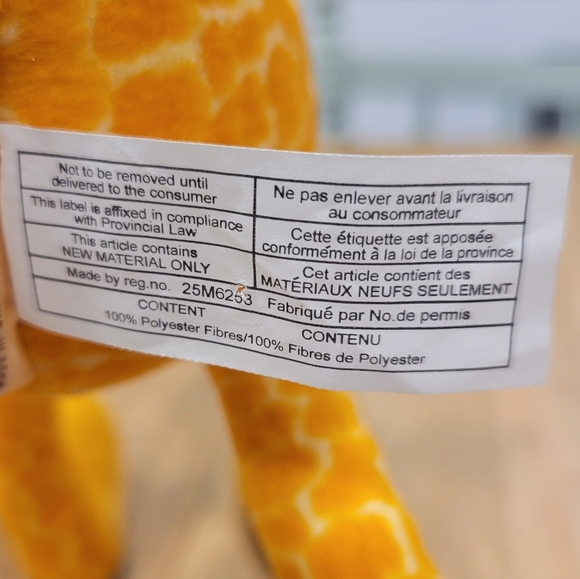 Not to be removed until
delivered to the consumer
Ne pas enlever avant la livraison
au consommateur
This label is affixed in compliance
with Provincial Law
Cette étiquette est apposée
conformément à la loi de la province
This article contains
NEW MATERIAL ONLY
Cet article contient des
MATÉRIAUX NEUFS SEULEMENT
Made by reg.no. 25M6253 Fabriqué par No.de permis
CONTENT CONTENU
100% Polyester Fibres/100% Fibres de Polyester